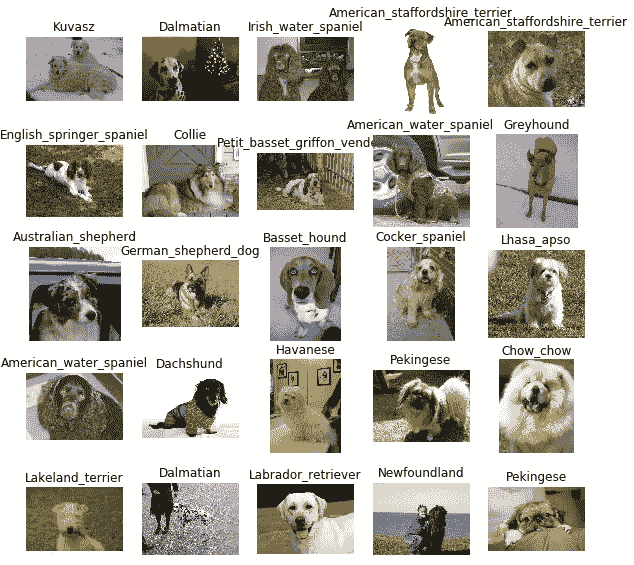 Kuvasz
Dalmatian
Irish_water_spaniel
American_staffordshire_terrier
American_staffordshire_terrier
English_springer_spaniel
Collie
Petit_basset_griffon_vende
American_water_spaniel
Greyhound
Australian_shepherd
German_shepherd_dog
Basset_hound
Cocker_spaniel
Lhasa_apso
American_water_spaniel
Dachshund
Havanese
Pekingese
Chow_chow
Lakeland_terrier
Dalmatian
Labrador_retriever
Newfoundland
Pekingese